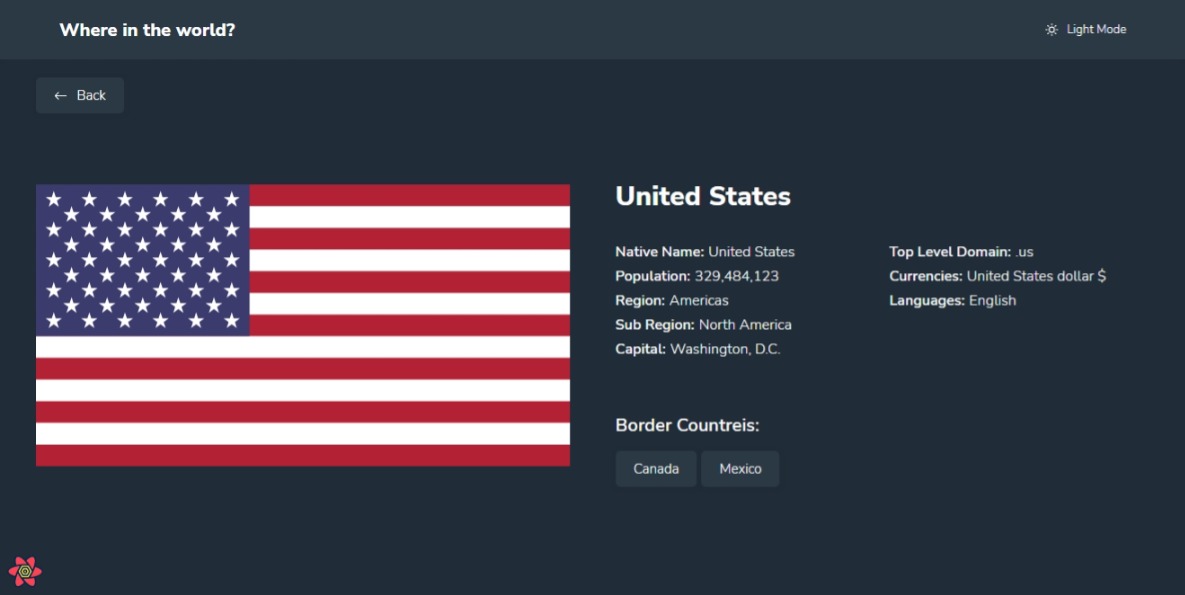 Where in the world?
Light Mode
← Back
United States
Native Name: United States
Population: 329,484,123
Region: Americas
Sub Region: North America
Capital: Washington, D.C.
Top Level Domain: .us
Currencies: United States dollar $
Languages: English
Border Countreis:
Canada
Mexico